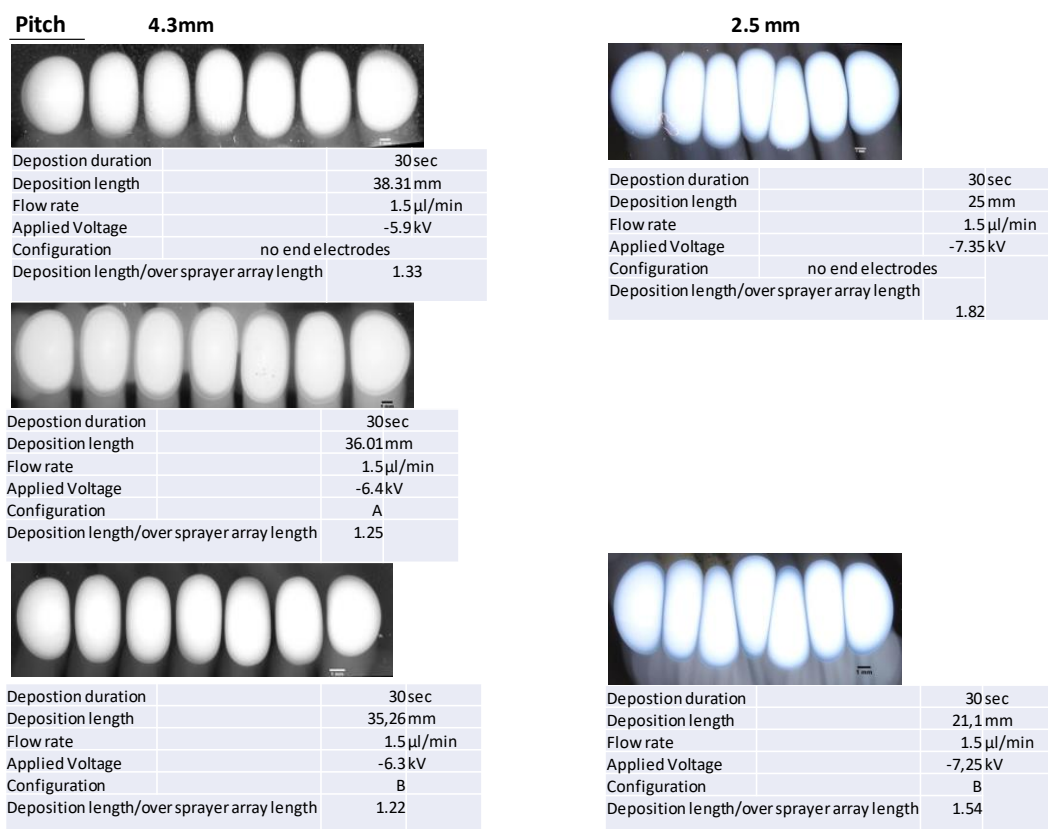 Pitch 4.3mm 2.5 mm
1 mm
Depostion duration 30 sec
Deposition length 38.31 mm
Flow rate 1.5 µl/min
Applied Voltage -5.9 kV
Configuration no end electrodes
Deposition length/over sprayer array length 1.33
Depostion duration 30 sec
Deposition length 25 mm
Flow rate 1.5 µl/min
Applied Voltage -7.35 kV
Configuration no end electrodes
Deposition length/over sprayer array length
1.82
1 mm
Depostion duration 30 sec
Deposition length 36.01 mm
Flow rate 1.5 µl/min
Applied Voltage -6.4 kV
Configuration A
Deposition length/over sprayer array length 1.25
1 mm
Depostion duration 30 sec
Deposition length 35,26 mm
Flow rate 1.5 µl/min
Applied Voltage -6.3 kV
Configuration B
Deposition length/over sprayer array length 1.22
1 mm
Depostion duration 30 sec
Deposition length 21,1 mm
Flow rate 1.5 µl/min
Applied Voltage -7,25 kV
Configuration B
Deposition length/over sprayer array length 1.54